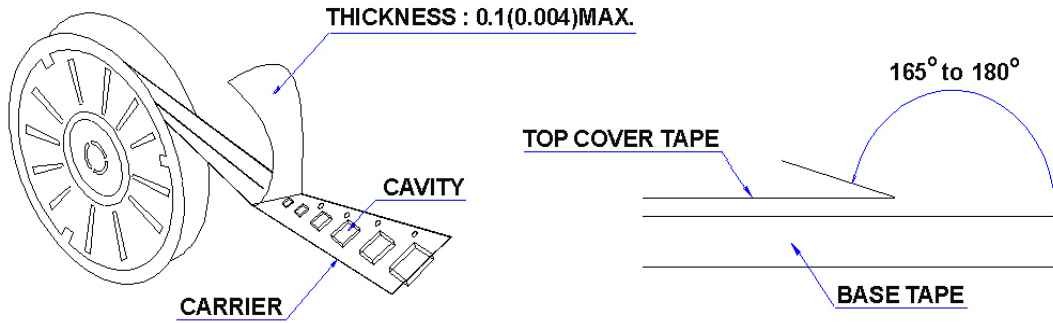 THICKNESS : 0.1(0.004)MAX.
CAVITY
CARRIER
165° to 180°
TOP COVER TAPE
BASE TAPE